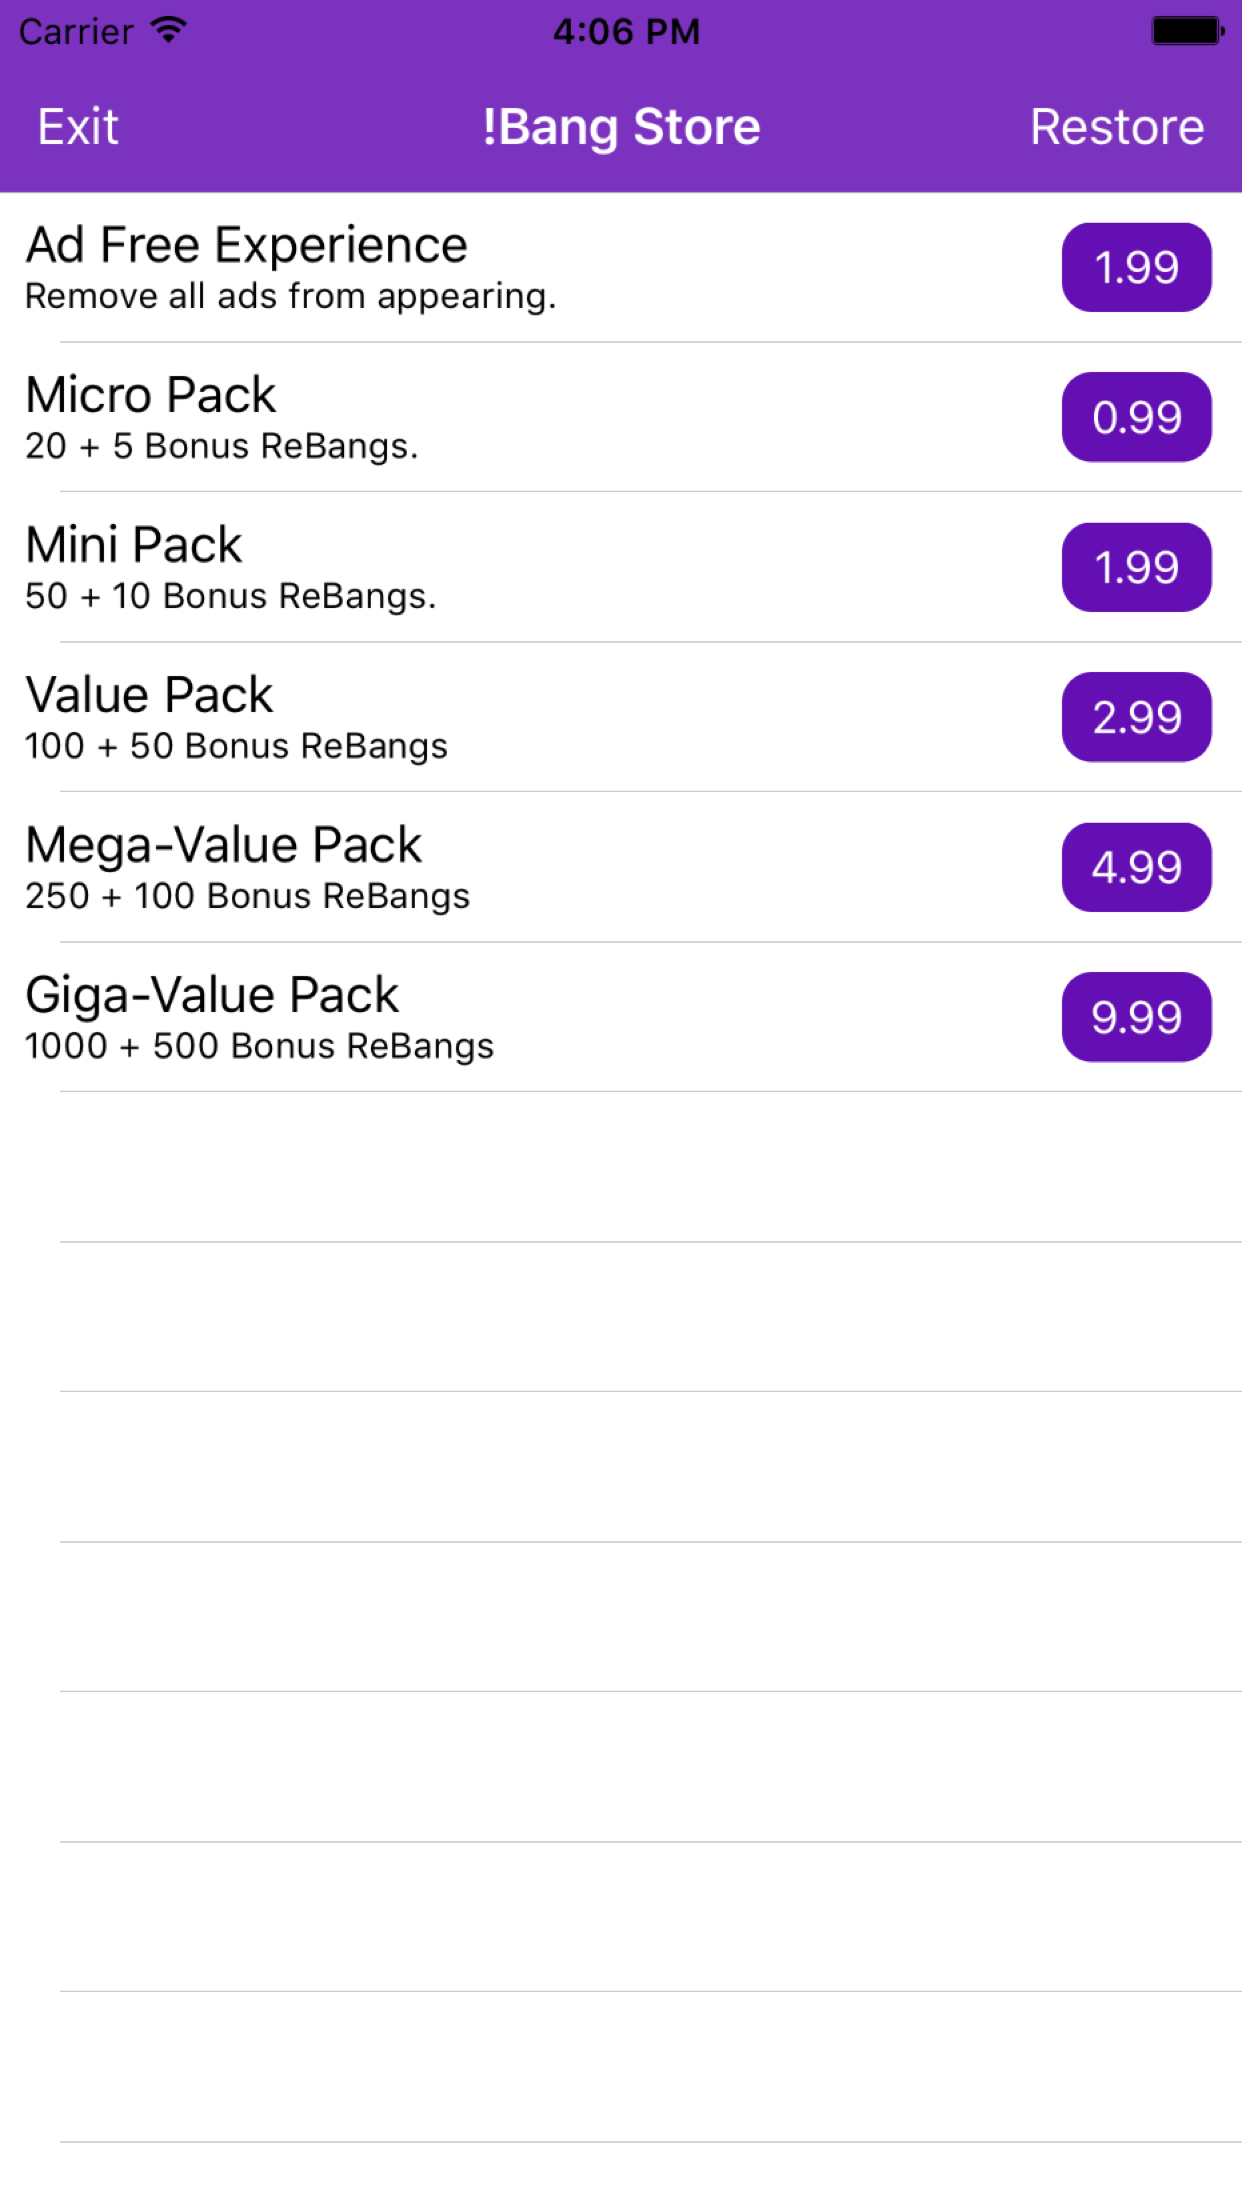 Carrier 4:06 PM
Exit !Bang Store Restore
Ad Free Experience
Remove all ads from appearing.
1.99
Micro Pack
20 + 5 Bonus ReBangs.
0.99
Mini Pack
50 + 10 Bonus ReBangs.
1.99
Value Pack
100 + 50 Bonus ReBangs
2.99
Mega-Value Pack
250 + 100 Bonus ReBangs
4.99
Giga-Value Pack
1000 + 500 Bonus ReBangs
9.99